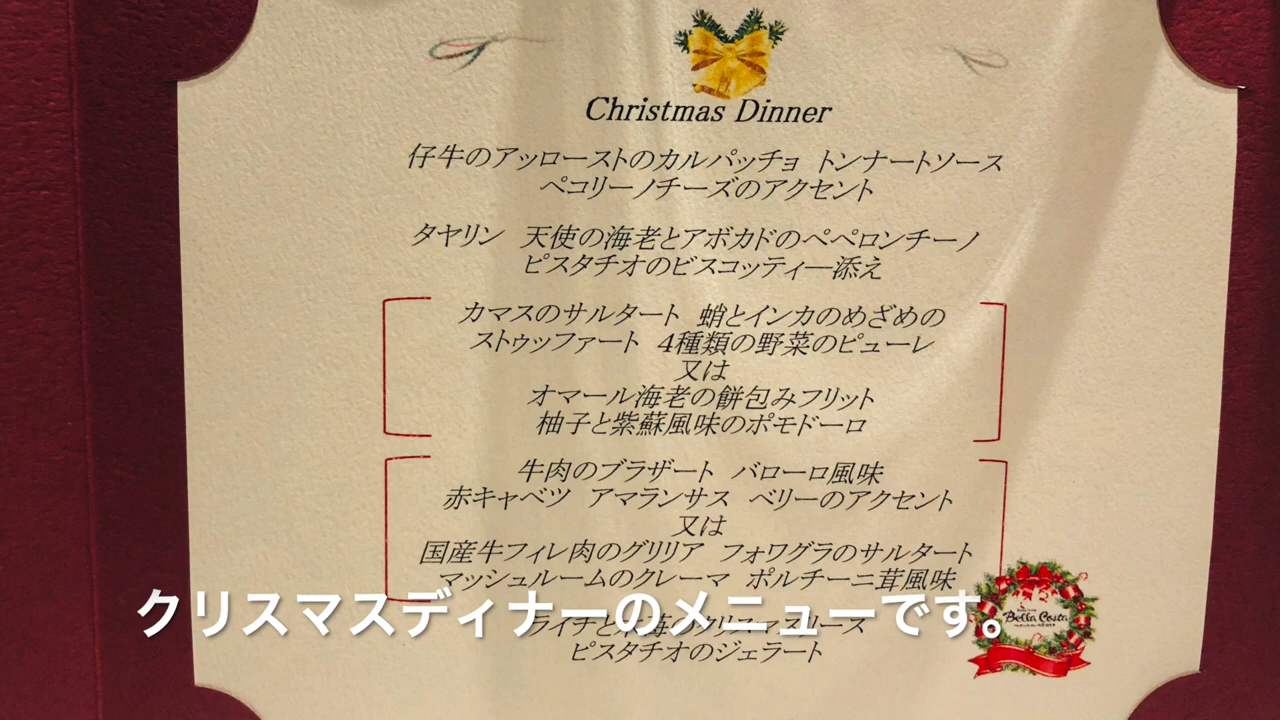 Christmas Dinner
仔牛のアッローストのカルパッチョ トンナートソース
ペコリーノチーズのアクセント
タヤリン 天使の海老とアボカドのペペロンチーノ
ピスタチオのビスコッティー添え
カマスのサルタート 蛸とインカのめざめの
ストゥッファート 4種類の野菜のピューレ
又は
オマール海老の餅包みフリット
柚子と紫蘇風味のポモドーロ
牛肉のブラザート バローロ風味
赤キャベツ アマランサス ベリーのアクセント
又は
国産牛フィレ肉のグリリア フォワグラのサルタート
マッシュルームのクレーマ ポルチーニ茸風味
クリスマスディナーのメニューです。
Bella Costa
ピスタチオのジェラート